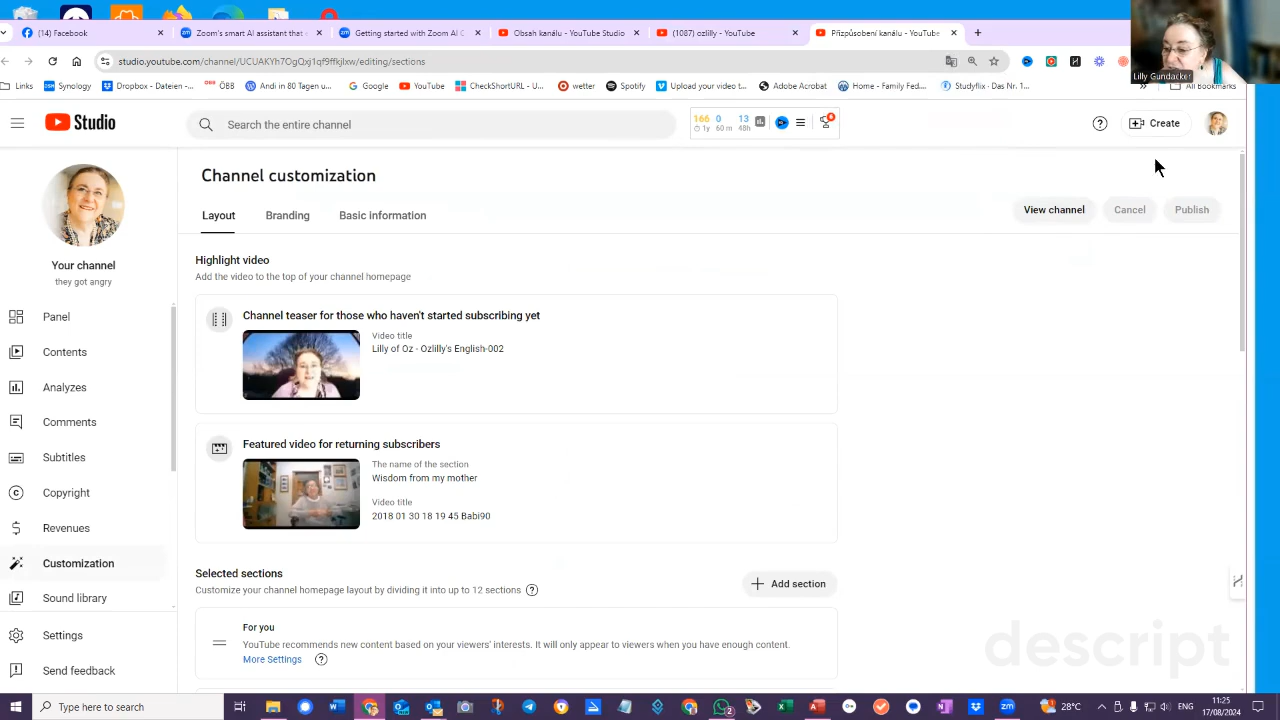 (14) Facebook
Zoom's smart AI assistant that
Getting started with Zoom AI C
Obsah kanálu - YouTube Studio
(1087) ozlilly - YouTube
Přizpůsobení kanálu - YouTube
studio.youtube.com/channel/UCUAKYh7OgQxj1qf9ffkjlxw/editing/sections
Lilly Gundacker
Links
Synology
Dropbox - Dateien -...
ÖBB
Andi in 80 Tagen u...
Google
YouTube
CheckShortURL - U...
wetter
Spotify
Upload your video t...
Adobe Acrobat
Home - Family Fed...
Studyflix - Das Nr. 1...
All Bookmarks
Studio
Search the entire channel
166 0 13
1y 60 m 48h
Create
Channel customization
Layout
Branding
Basic information
View channel
Cancel
Publish
Your channel
they got angry
Panel
Contents
Analyzes
Comments
Subtitles
Copyright
Revenues
Customization
Sound library
Settings
Send feedback
Highlight video
Add the video to the top of your channel homepage
Channel teaser for those who haven't started subscribing yet
Video title
Lilly of Oz - Ozlilly's English-002
Featured video for returning subscribers
The name of the section
Wisdom from my mother
Video title
2018 01 30 18 19 45 Babi90
Selected sections
Customize your channel homepage layout by dividing it into up to 12 sections
Add section
For you
YouTube recommends new content based on your viewers' interests. It will only appear to viewers when you have enough content.
More Settings
descript
Type here to search
2
28°C
ENG
11:25
17/08/2024